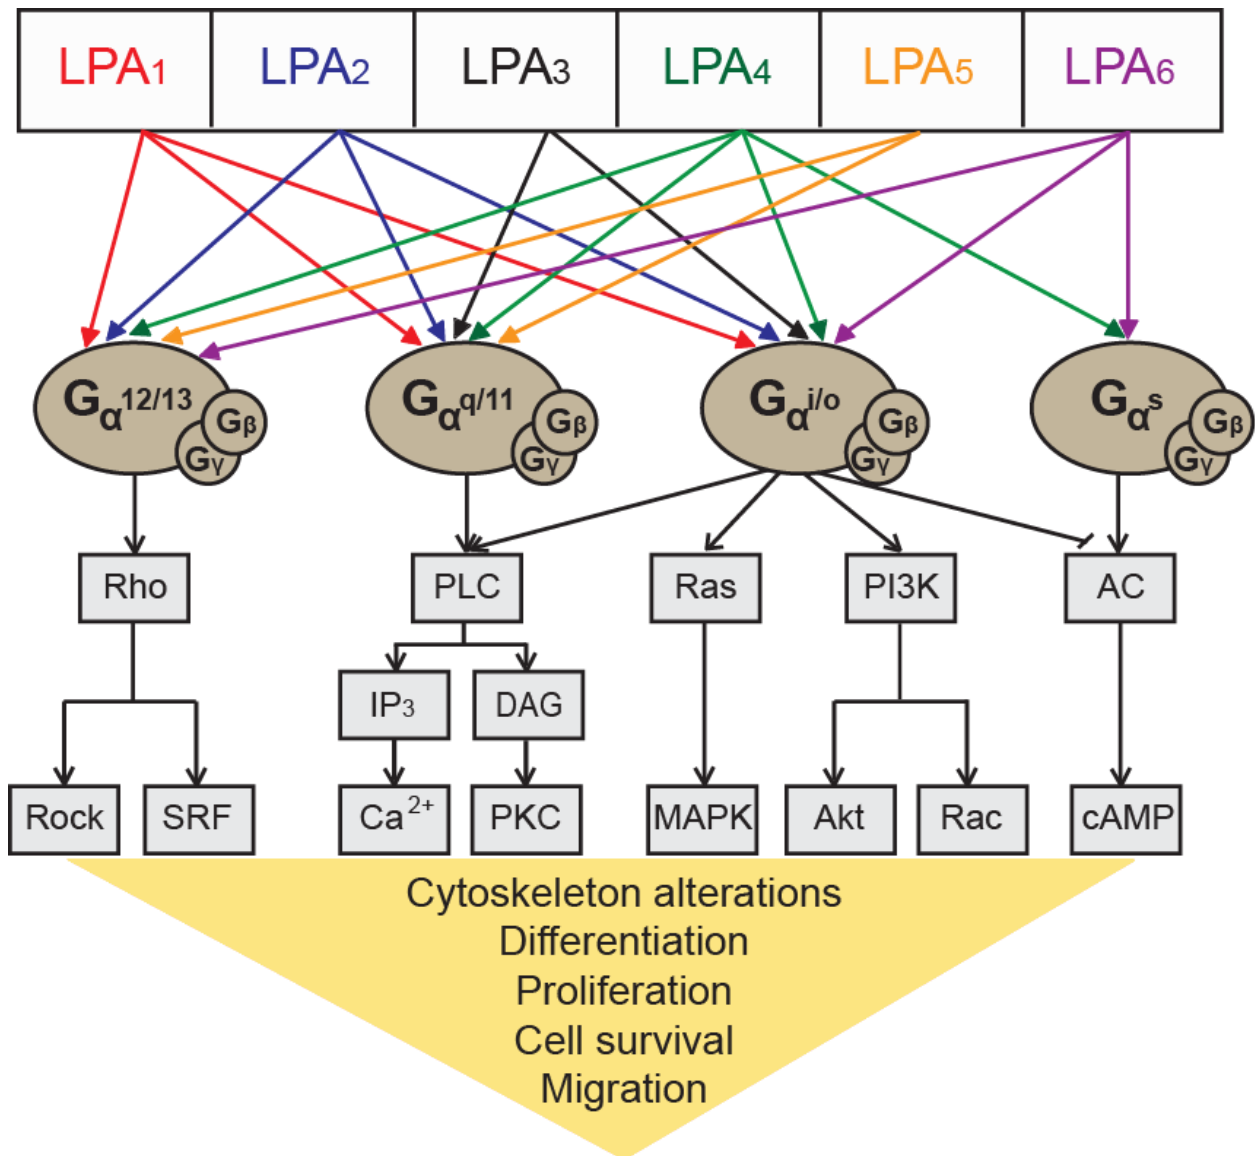 LPA1 LPA2 LPA3 LPA4 LPA5 LPA6
Gα12/13 Gβ Gγ Gαq/11 Gβ Gγ Gαi/o Gβ Gγ Gαs Gβ Gγ
Rho PLC Ras PI3K AC
IP3 DAG
Rock SRF Ca2+ PKC MAPK Akt Rac cAMP
Cytoskeleton alterations
Differentiation
Proliferation
Cell survival
Migration